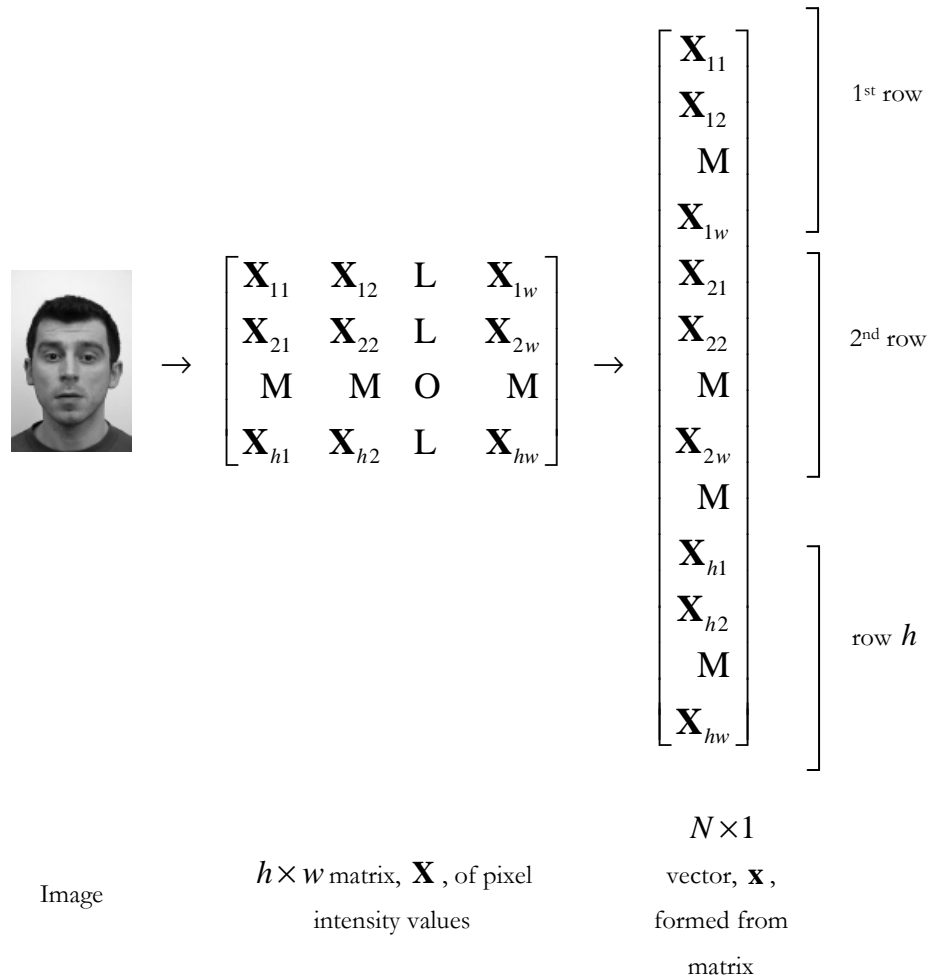 X11 X12 L X1w
X21 X22 L X2w
M M O M
Xh1 Xh2 L Xhw
→
→
X11
X12
M
X1w
X21
X22
M
X2w
M
Xh1
Xh2
M
Xhw
1st row
2nd row
row h
Image
h × w matrix, X , of pixel
intensity values
N × 1
vector, x ,
formed from
matrix